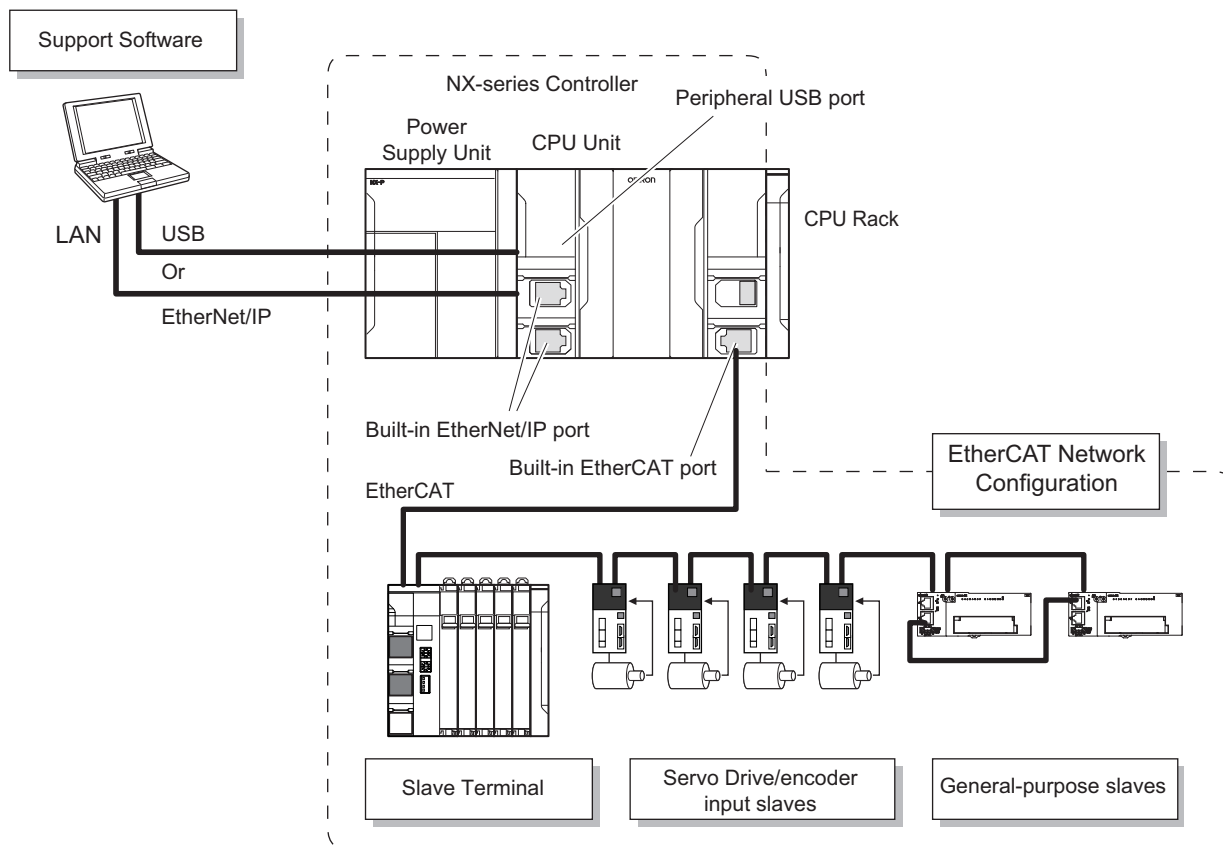 Support Software
NX-series Controller
Peripheral USB port
Power
Supply Unit
CPU Unit
CPU Rack
LAN
USB
Or
EtherNet/IP
Built-in EtherNet/IP port
Built-in EtherCAT port
EtherCAT
EtherCAT Network
Configuration
Slave Terminal
Servo Drive/encoder
input slaves
General-purpose slaves